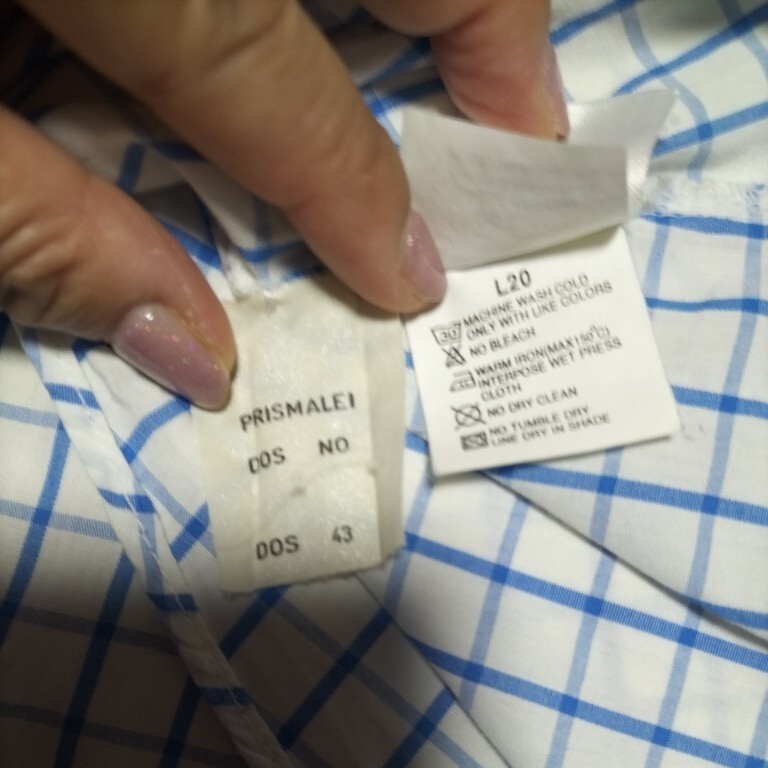 PRISMALEI
DOS NO
DOS 43
L20
30
MACHINE WASH COLD
ONLY WITH LIKE COLORS
NO BLEACH
WARM IRON(MAX150°C)
INTERPOSE WET PRESS
CLOTH
NO DRY CLEAN
NO TUMBLE DRY
LINE DRY IN SHADE